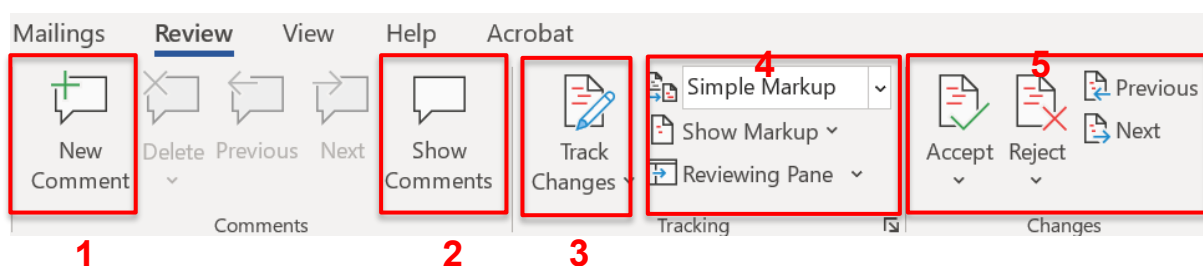 Mailings Review View Help Acrobat
4
5
New
Comment
Delete
Previous
Next
Show
Comments
Track
Changes
Simple Markup
Show Markup
Reviewing Pane
Accept
Reject
Previous
Next
Comments
Tracking
Changes
1 2 3